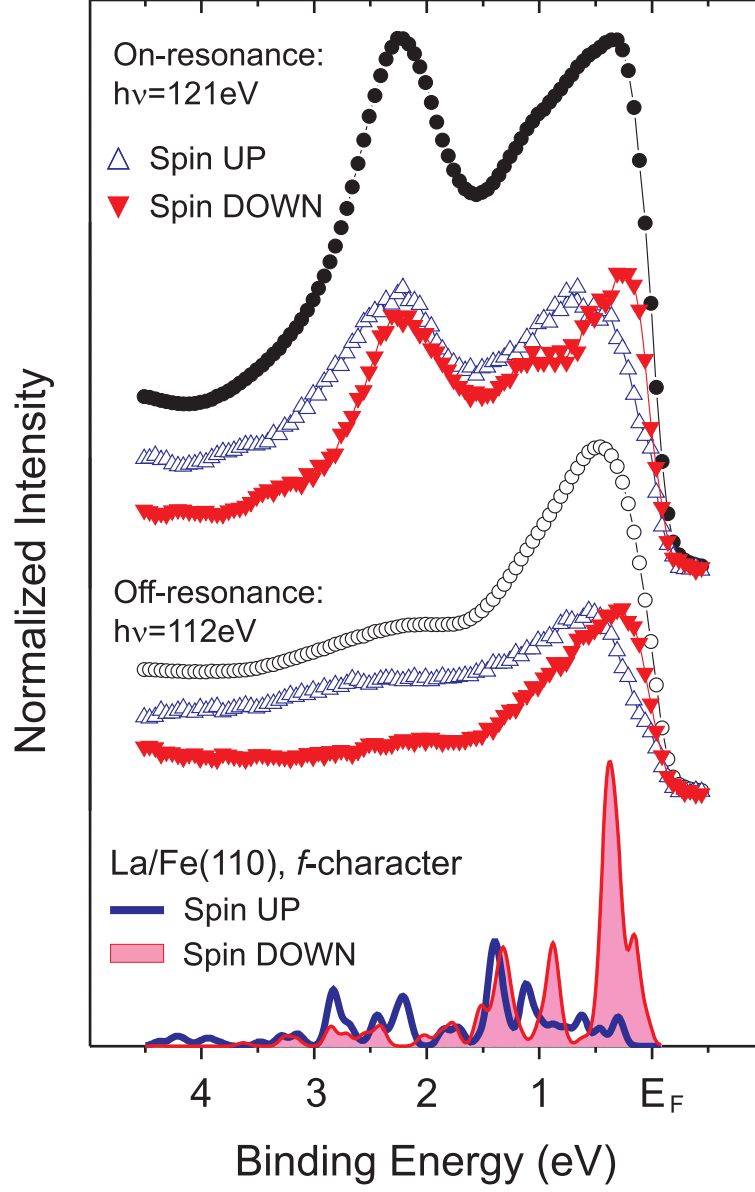 On-resonance:
hν=121eV
Spin UP
Spin DOWN
Normalized Intensity
Off-resonance:
hν=112eV
La/Fe(110), f-character
Spin UP
Spin DOWN
4 3 2 1 E_F
Binding Energy (eV)